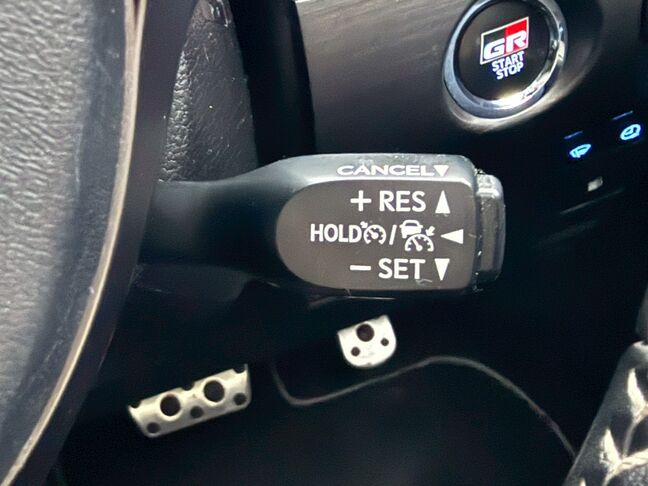 GR
START
STOP
CANCEL▼
+ RES ▲
HOLD / ◀
− SET ▼